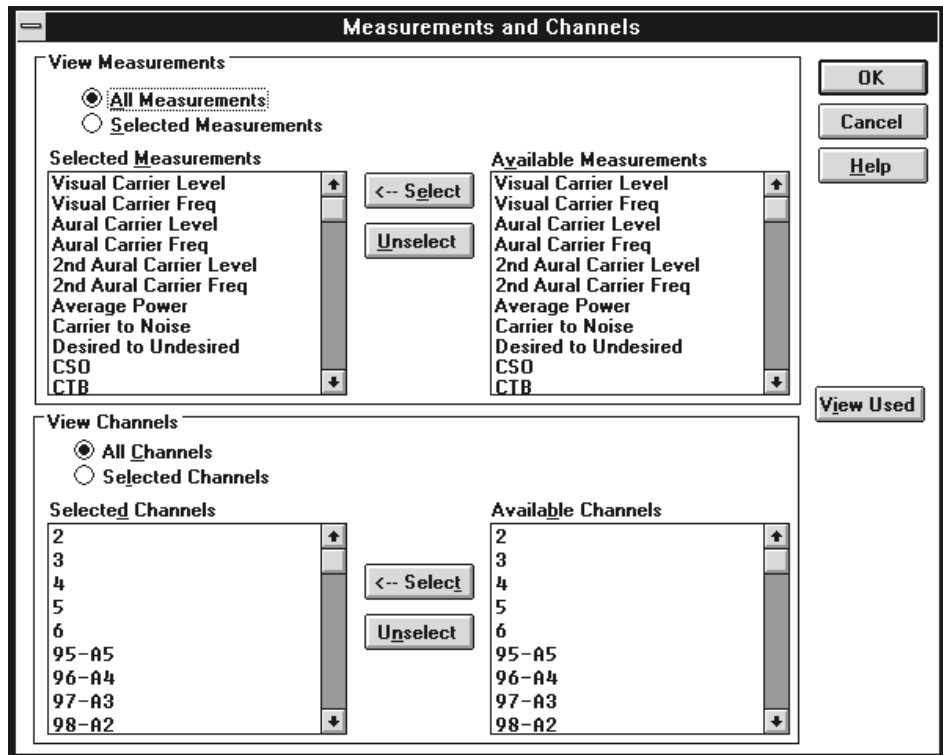 Measurements and Channels
View Measurements
All Measurements
Selected Measurements
Selected Measurements
Visual Carrier Level
Visual Carrier Freq
Aural Carrier Level
Aural Carrier Freq
2nd Aural Carrier Level
2nd Aural Carrier Freq
Average Power
Carrier to Noise
Desired to Undesired
CSO
CTB
<-- Select
Unselect
Available Measurements
Visual Carrier Level
Visual Carrier Freq
Aural Carrier Level
Aural Carrier Freq
2nd Aural Carrier Level
2nd Aural Carrier Freq
Average Power
Carrier to Noise
Desired to Undesired
CSO
CTB
OK
Cancel
Help
View Used
View Channels
All Channels
Selected Channels
Selected Channels
2
3
4
5
6
95-A5
96-A4
97-A3
98-A2
<-- Select
Unselect
Available Channels
2
3
4
5
6
95-A5
96-A4
97-A3
98-A2